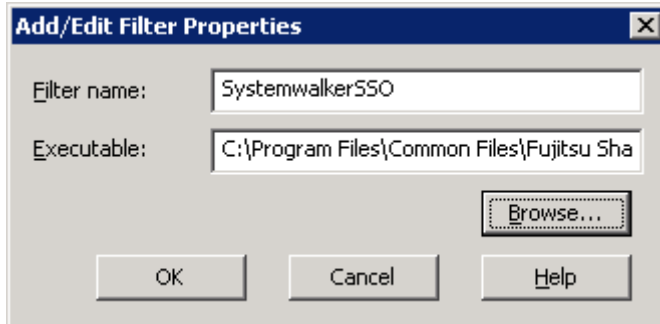 Add/Edit Filter Properties
Filter name: SystemwalkerSSO
Executable: C:\Program Files\Common Files\Fujitsu Sha
Browse...
OK Cancel Help